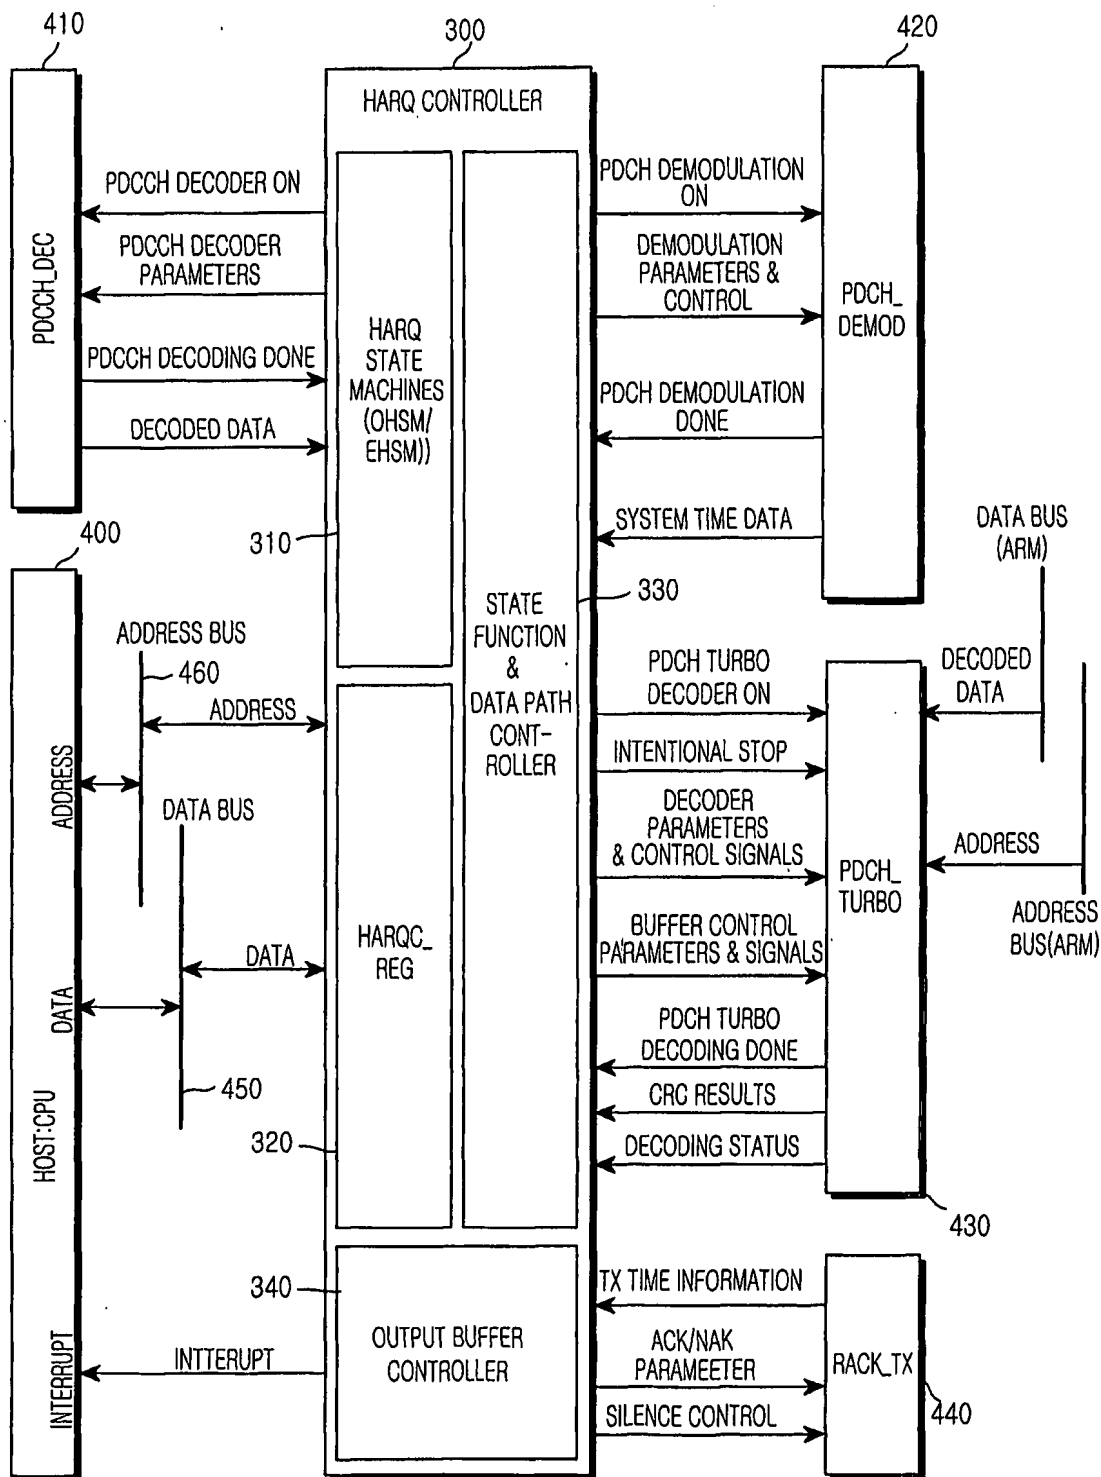 410
300
420
HARQ CONTROLLER
PDCCH_DEC
PDCCH DECODER ON
PDCCH DECODER
PARAMETERS
PDCCH DECODING DONE
DECODED DATA
HARQ
STATE
MACHINES
(OHSM/
EHSM))
310
PDCH DEMODULATION
ON
DEMODULATION
PARAMETERS &
CONTROL
PDCH DEMODULATION
DONE
SYSTEM TIME DATA
PDCH_
DEMOD
400
HOST:CPU
ADDRESS
DATA
INTERRUPT
ADDRESS BUS
460
ADDRESS
DATA BUS
DATA
450
HARQC_
REG
320
STATE
FUNCTION
&
DATA PATH
CONT-
ROLLER
330
DATA BUS
(ARM)
PDCH TURBO
DECODER ON
INTENTIONAL STOP
DECODER
PARAMETERS
& CONTROL SIGNALS
BUFFER CONTROL
PARAMETERS & SIGNALS
PDCH TURBO
DECODING DONE
CRC RESULTS
DECODING STATUS
PDCH_
TURBO
DECODED
DATA
ADDRESS
ADDRESS
BUS(ARM)
430
340
OUTPUT BUFFER
CONTROLLER
INTTERUPT
TX TIME INFORMATION
ACK/NAK
PARAMEETER
SILENCE CONTROL
RACK_TX
440